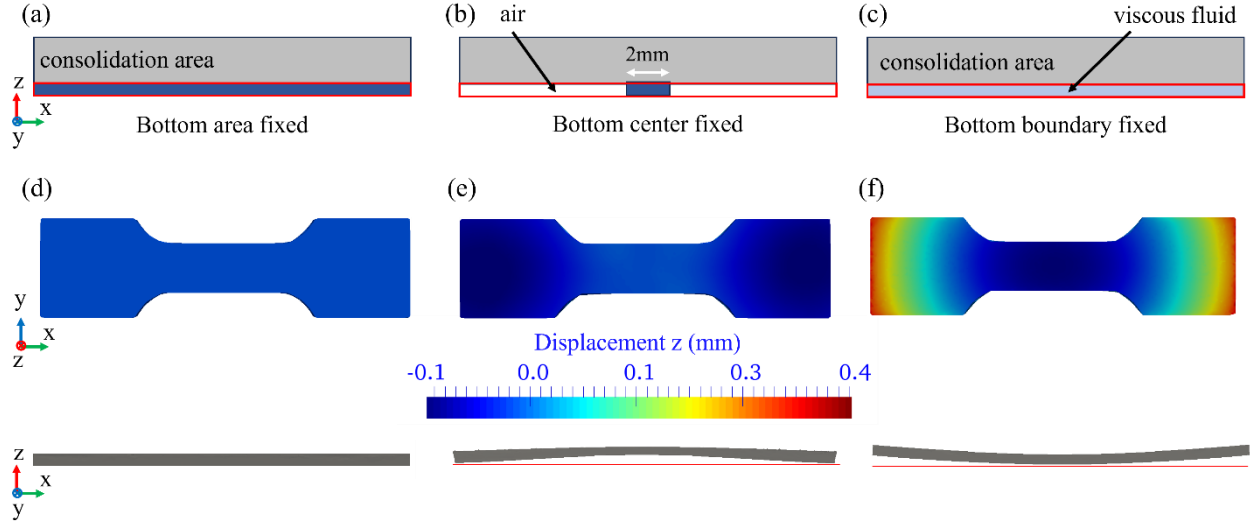 (a)
(b)
(c)
air
viscous fluid
consolidation area
2mm
consolidation area
z
x
y
Bottom area fixed
Bottom center fixed
Bottom boundary fixed
(d)
(e)
(f)
y
x
z
Displacement z (mm)
-0.1 0.0 0.1 0.3 0.4
z
x
y